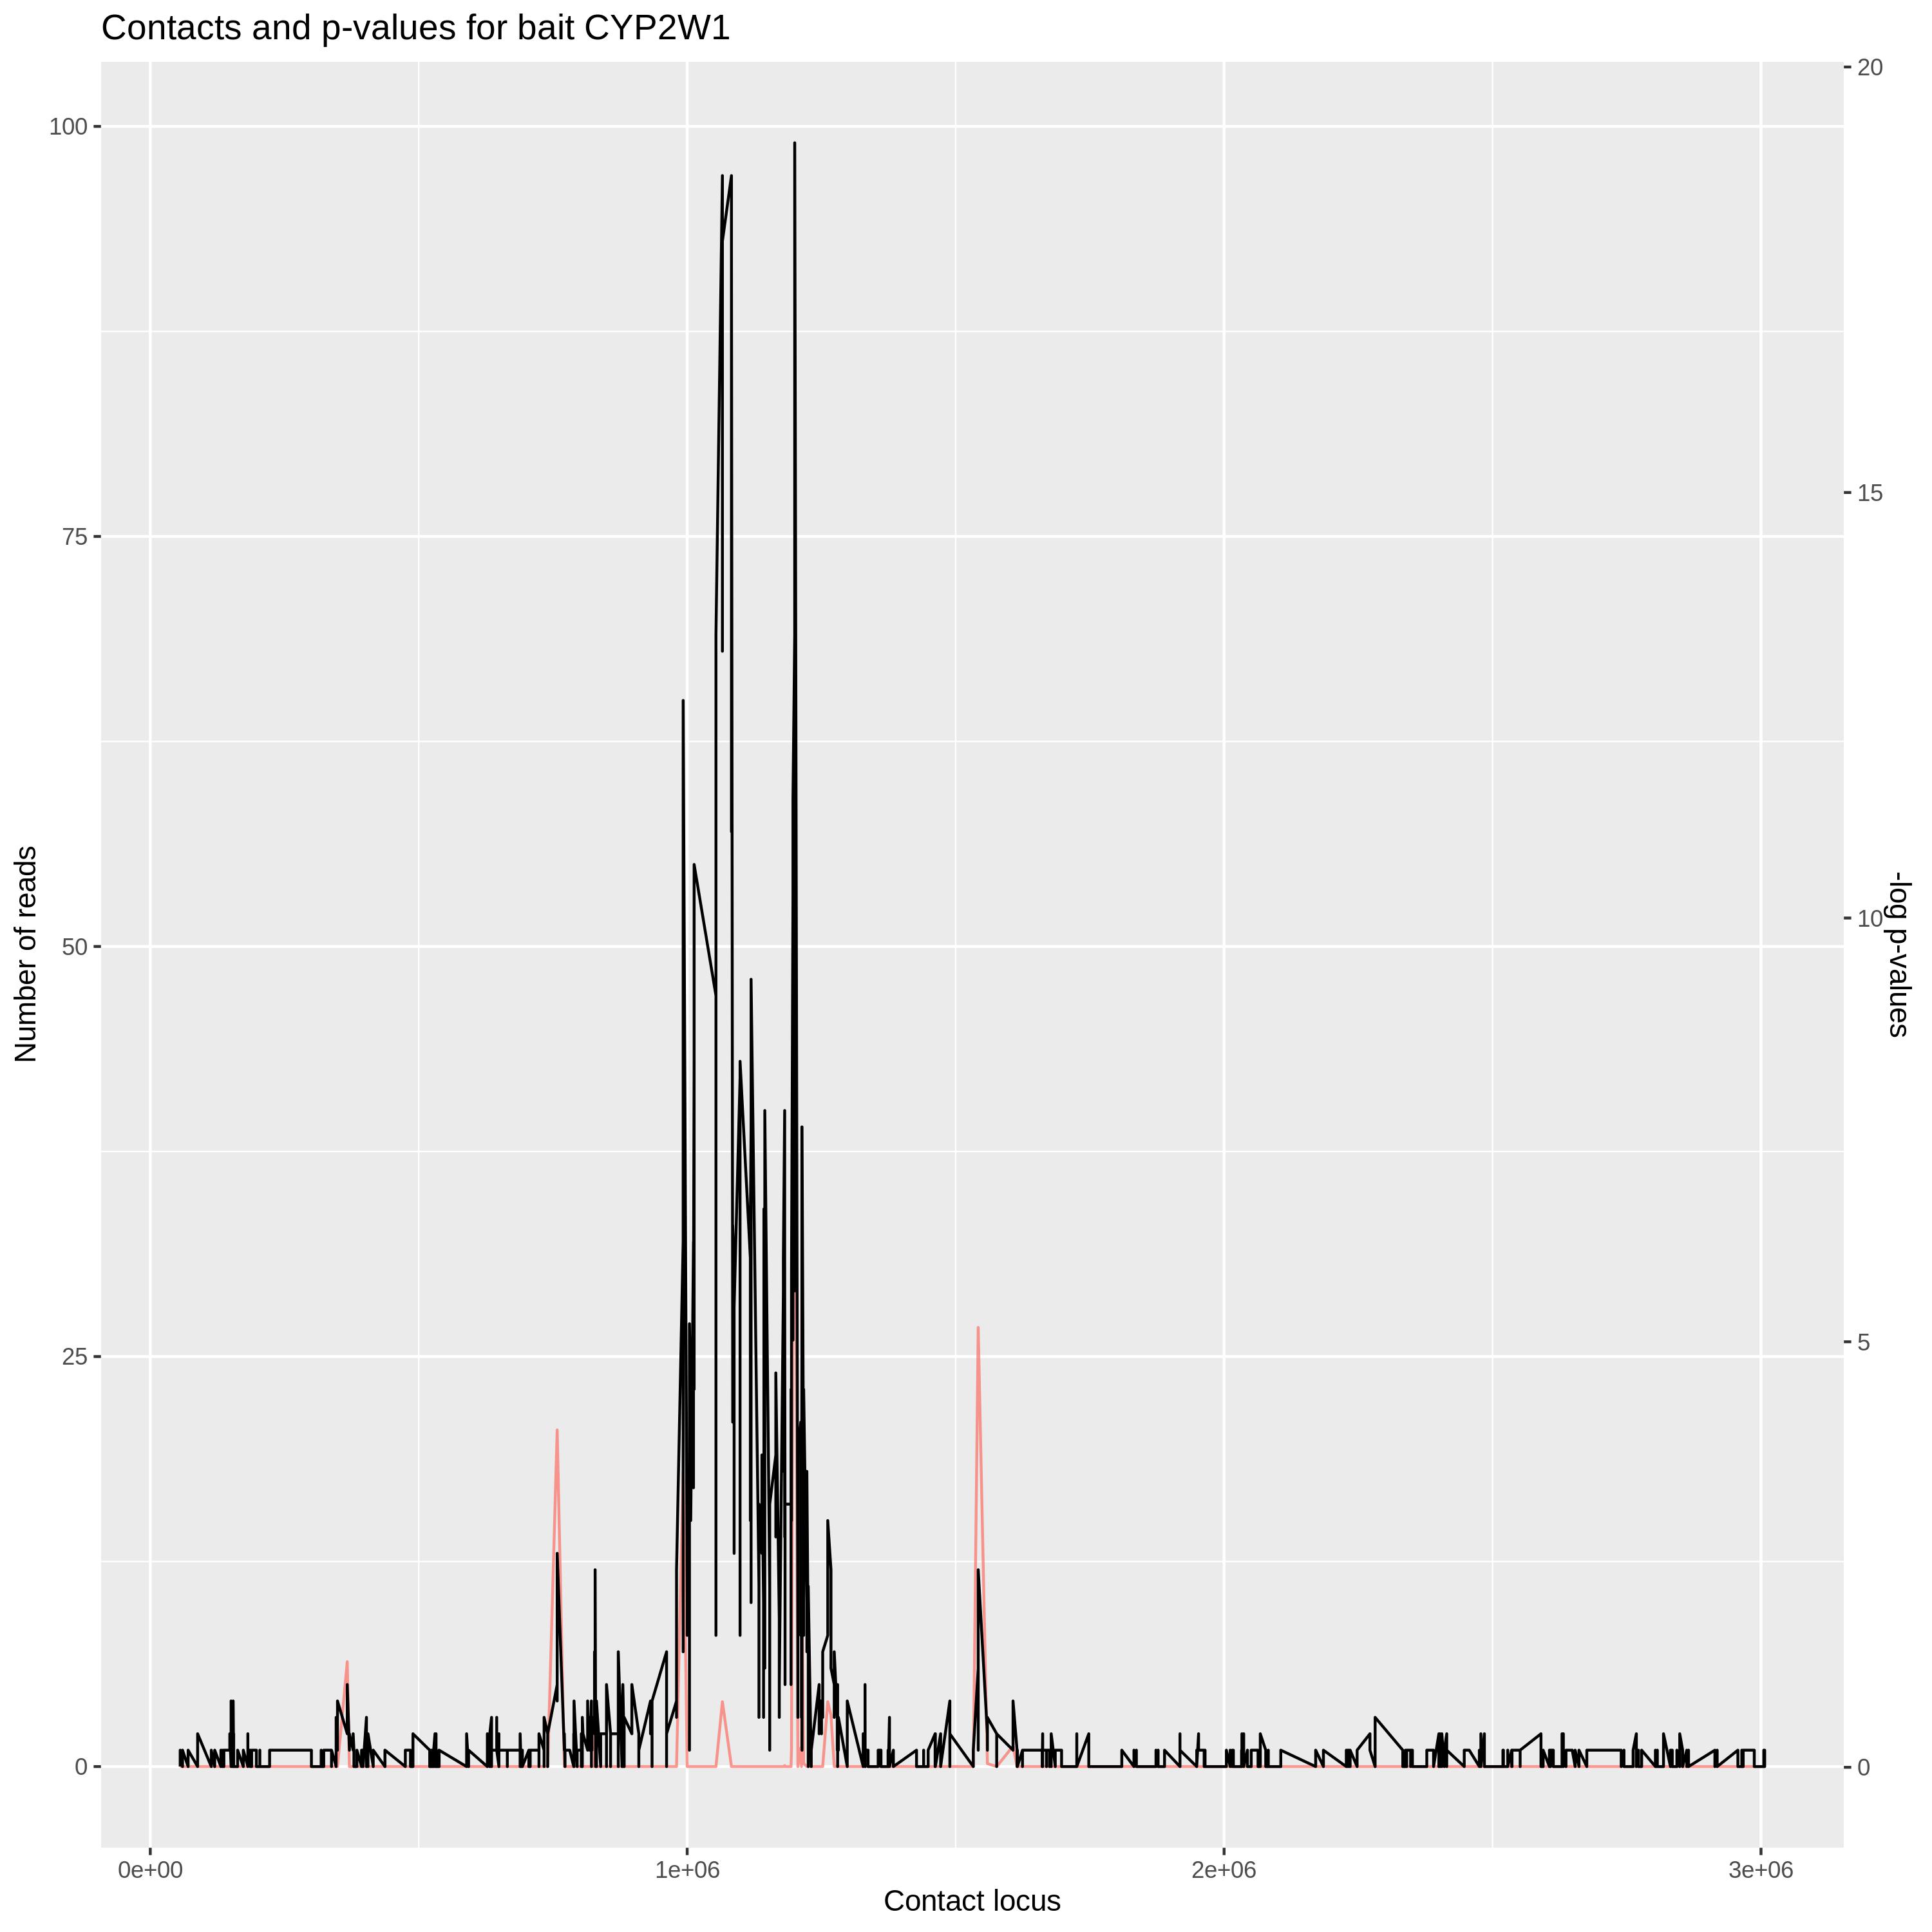 Contacts and p-values for bait CYP2W1
100
75
50
25
0
Number of reads
20
15
10
5
0
-log p-values
0e+00 1e+06 2e+06 3e+06
Contact locus